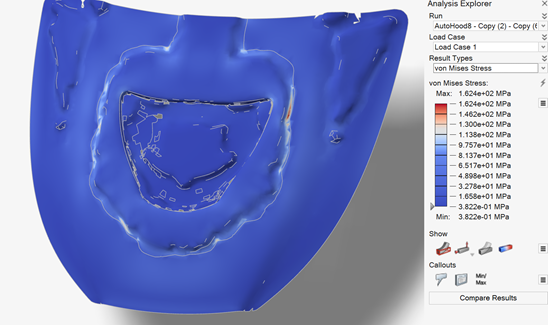 Analysis Explorer
Run
AutoHood8 - Copy (2) - Copy (6
Load Case
Load Case 1
Result Types
von Mises Stress
von Mises Stress:
Max: 1.624e+02 MPa
1.624e+02 MPa
1.462e+02 MPa
1.300e+02 MPa
1.138e+02 MPa
9.757e+01 MPa
8.137e+01 MPa
6.517e+01 MPa
4.898e+01 MPa
3.278e+01 MPa
1.658e+01 MPa
3.822e-01 MPa
Min: 3.822e-01 MPa
Show
Callouts
Min/
Max
Compare Results